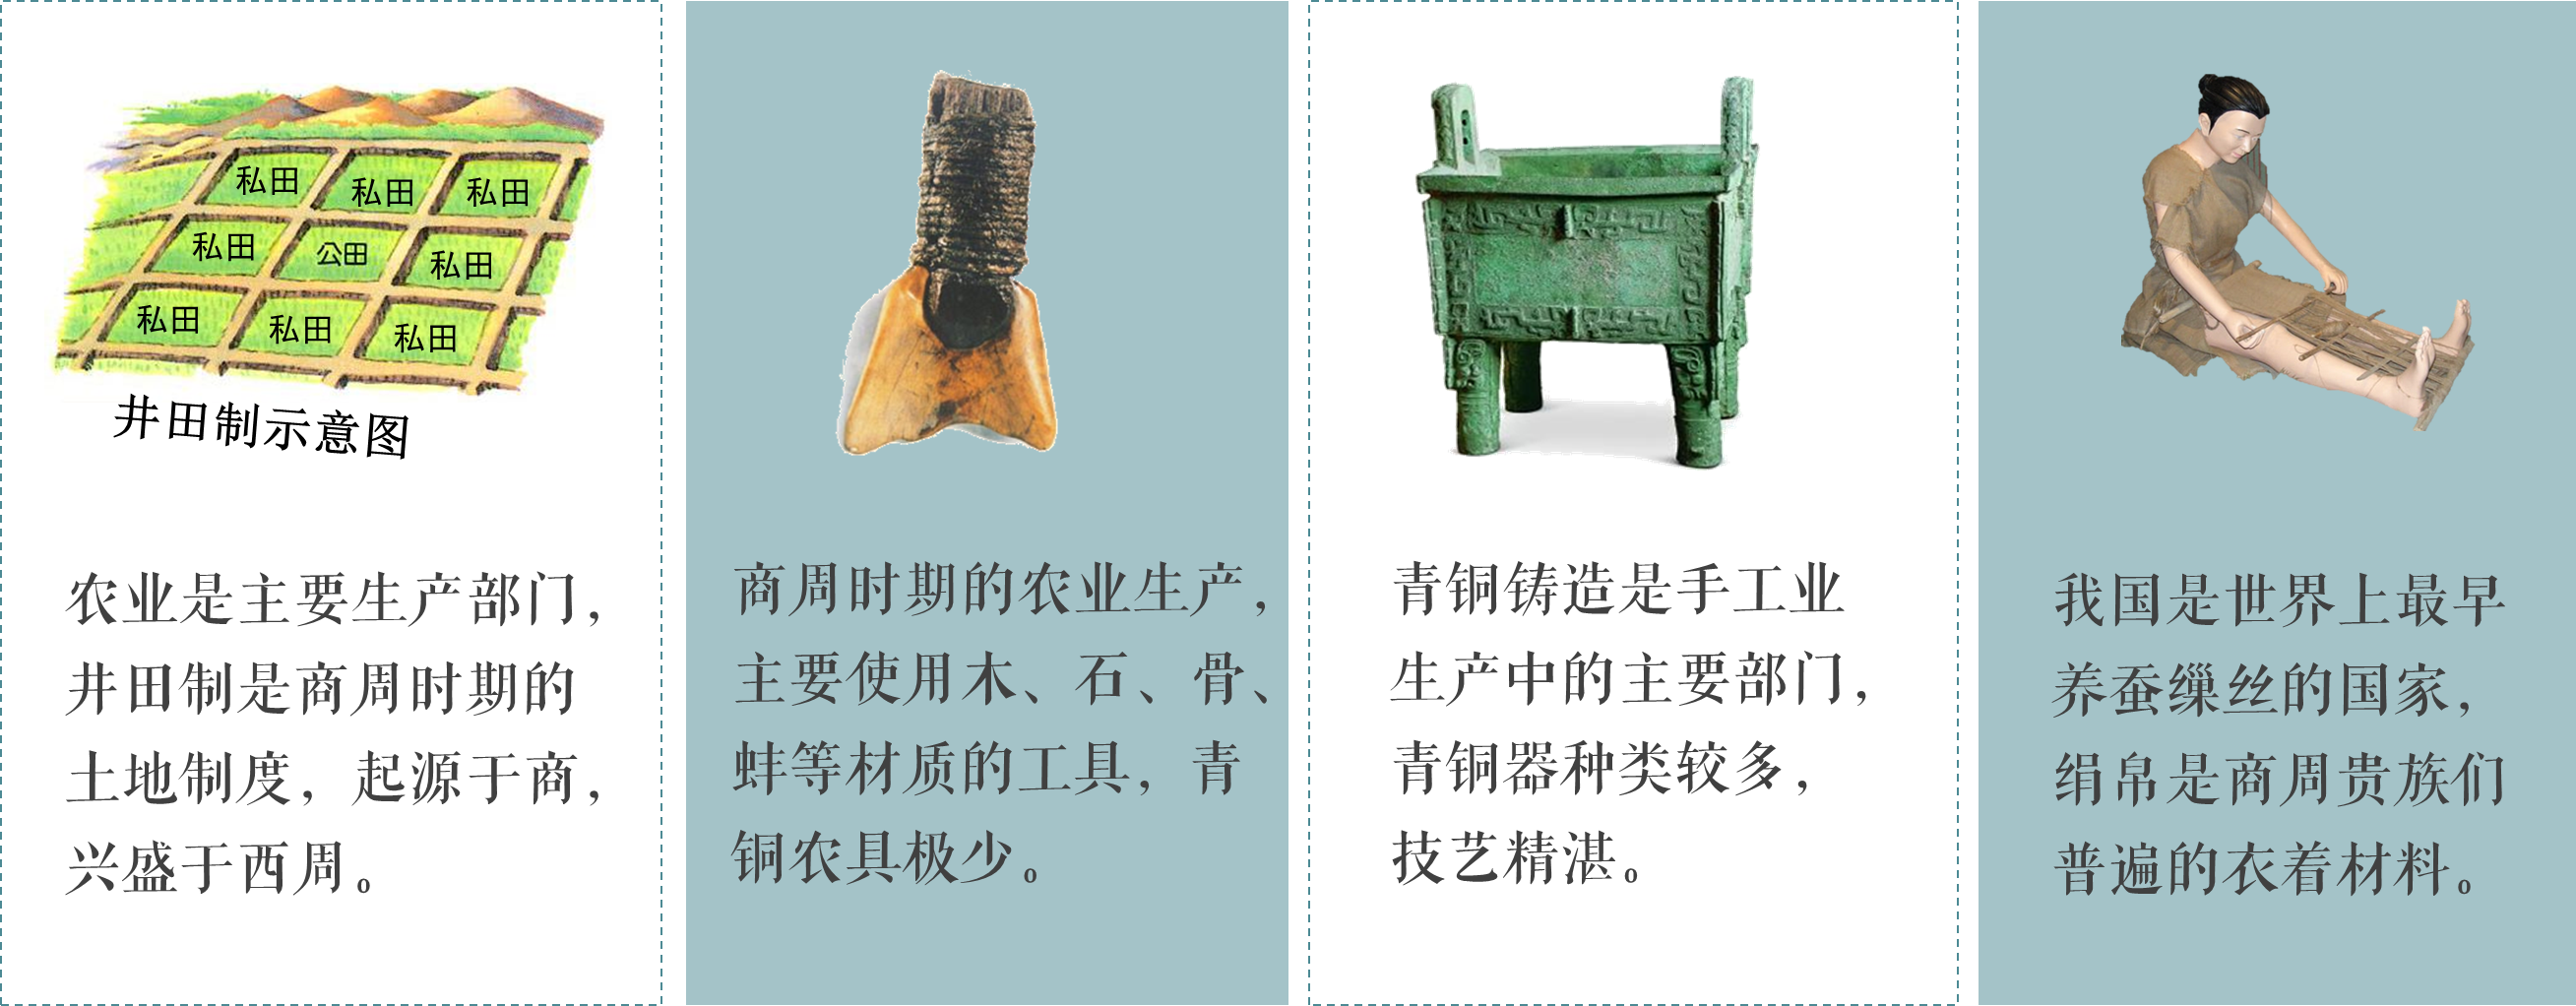 私田
私田
私田
私田
公田
私田
私田
私田
私田
井田制示意图
农业是主要生产部门，
井田制是商周时期的
土地制度，起源于商，
兴盛于西周。
商周时期的农业生产，
主要使用木、石、骨、
蚌等材质的工具，青
铜农具极少。
青铜铸造是手工业
生产中的主要部门，
青铜器种类较多，
技艺精湛。
我国是世界上最早
养蚕缫丝的国家，
绢帛是商周贵族们
普遍的衣着材料。